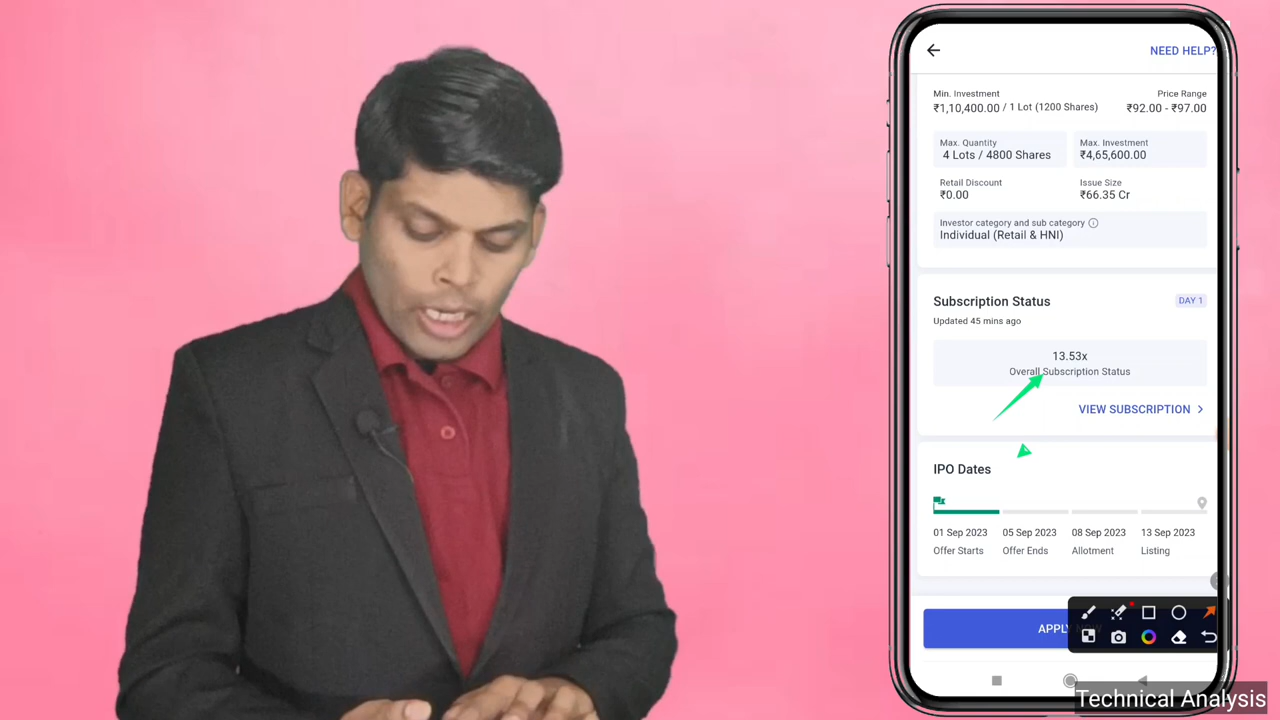 NEED HELP?
Min. Investment
₹1,10,400.00 / 1 Lot (1200 Shares)
Price Range
₹92.00 - ₹97.00
Max. Quantity
4 Lots / 4800 Shares
Max. Investment
₹4,65,600.00
Retail Discount
₹0.00
Issue Size
₹66.35 Cr
Investor category and sub category
Individual (Retail & HNI)
Subscription Status
DAY 1
Updated 45 mins ago
13.53x
Overall Subscription Status
VIEW SUBSCRIPTION
IPO Dates
01 Sep 2023
Offer Starts
05 Sep 2023
Offer Ends
08 Sep 2023
Allotment
13 Sep 2023
Listing
Technical Analysis